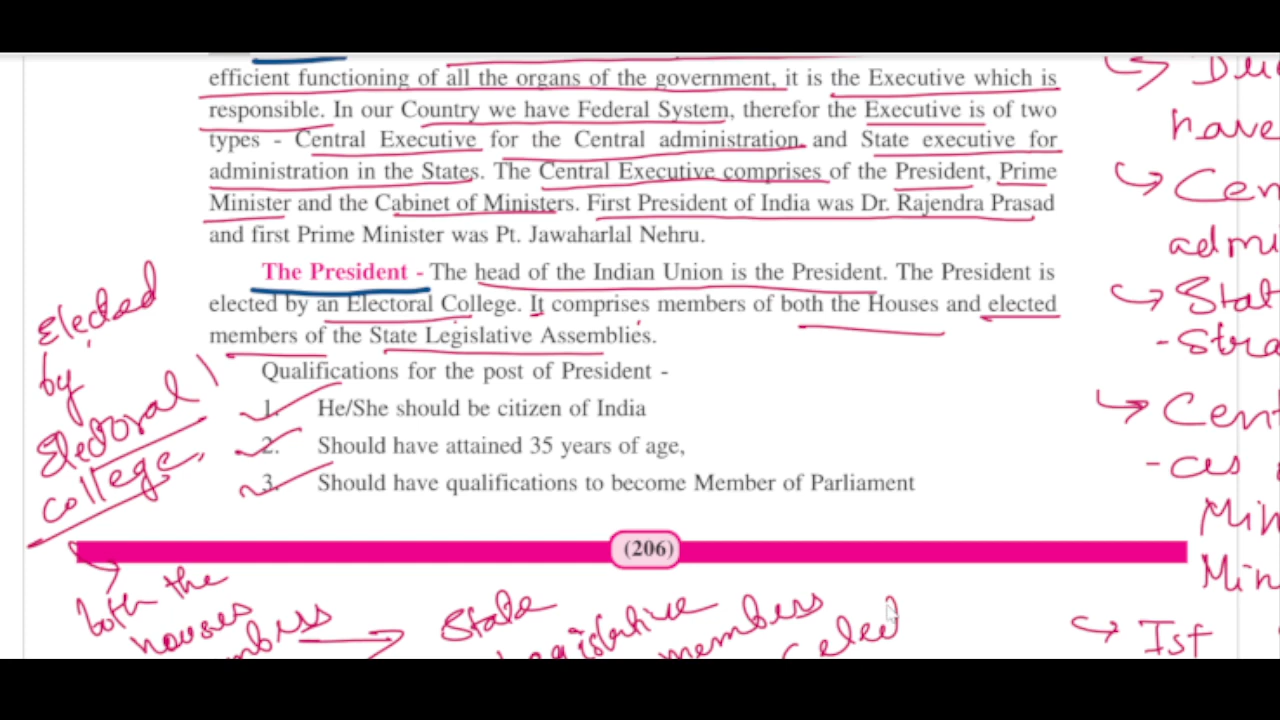 efficient functioning of all the organs of the government, it is the Executive which is
responsible. In our Country we have Federal System, therefor the Executive is of two
types - Central Executive for the Central administration and State executive for
administration in the States. The Central Executive comprises of the President, Prime
Minister and the Cabinet of Ministers. First President of India was Dr. Rajendra Prasad
and first Prime Minister was Pt. Jawaharlal Nehru.
The President - The head of the Indian Union is the President. The President is
elected by an Electoral College. It comprises members of both the Houses and elected
members of the State Legislative Assemblies.
Qualifications for the post of President -
1. He/She should be citizen of India
2. Should have attained 35 years of age,
3. Should have qualifications to become Member of Parliament
(206)
Elected
by
Electoral
college,
both the
houses
State
members
have
Ist